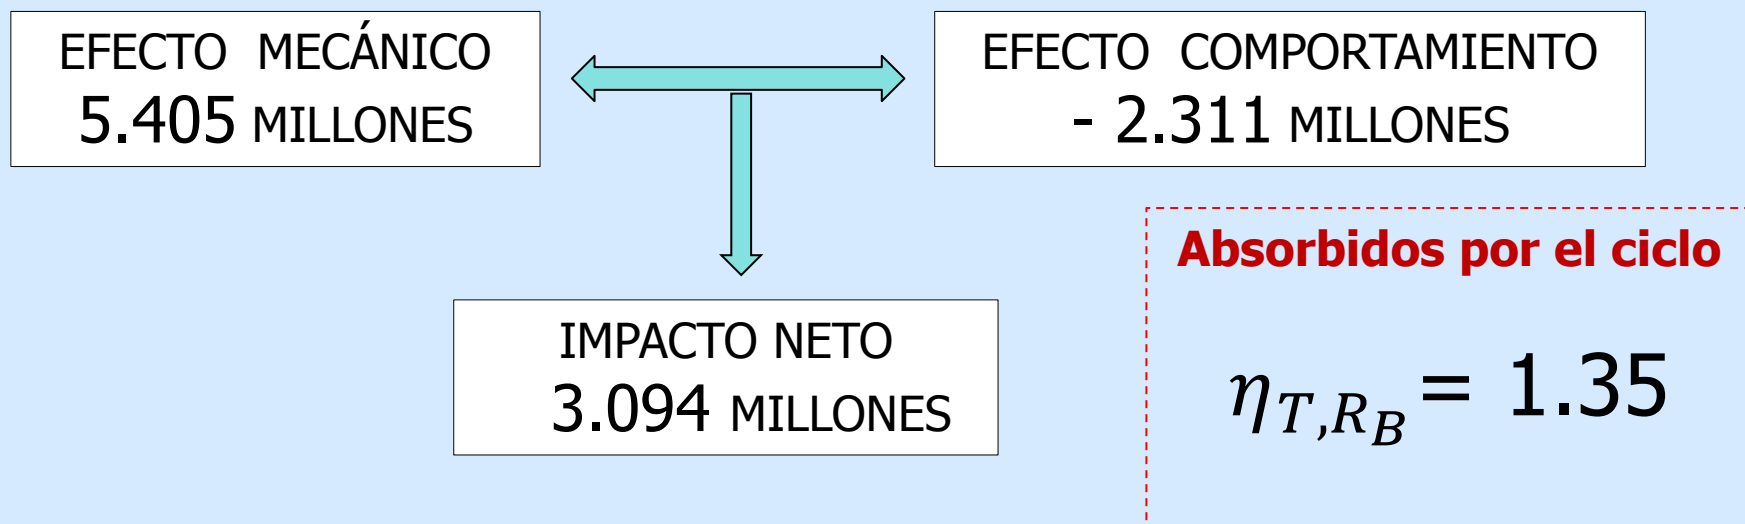 EFECTO MECÁNICO
5.405 MILLONES
EFECTO COMPORTAMIENTO
- 2.311 MILLONES
Absorbidos por el ciclo
IMPACTO NETO
3.094 MILLONES
η_{T,R_B} = 1.35